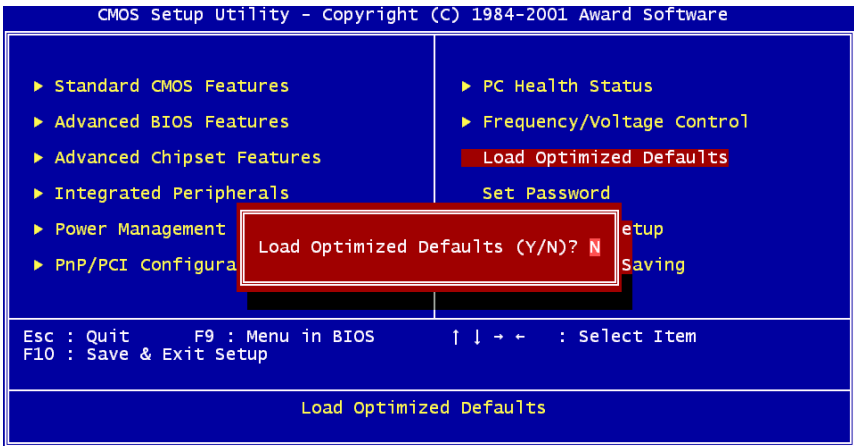 CMOS Setup Utility - Copyright (C) 1984-2001 Award Software
▶ Standard CMOS Features
▶ Advanced BIOS Features
▶ Advanced Chipset Features
▶ Integrated Peripherals
▶ Power Management
▶ PnP/PCI Configura
▶ PC Health Status
▶ Frequency/Voltage Control
Load Optimized Defaults
Set Password
etup
Saving
Load Optimized Defaults (Y/N)? N
Esc : Quit F9 : Menu in BIOS ↑ ↓ → ← : Select Item
F10 : Save & Exit Setup
Load Optimized Defaults